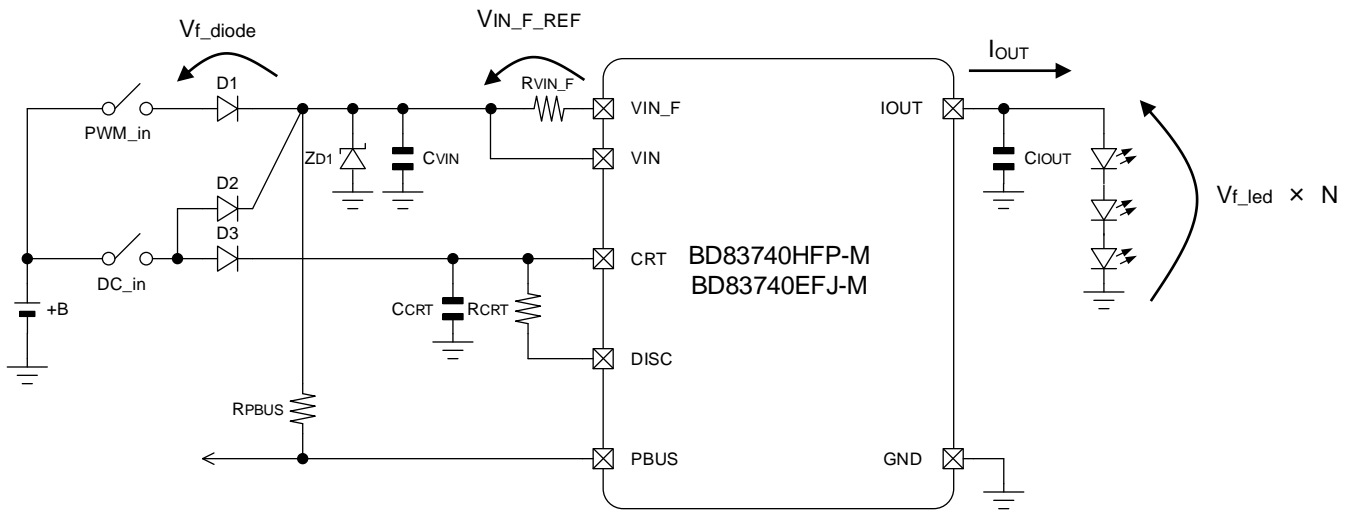 Vf_diode
VIN_F_REF
IOUT
D1
RVIN_F
PWM_in
VIN_F
IOUT
ZD1
CVIN
VIN
CIOUT
D2
Vf_led × N
D3
DC_in
CRT
BD83740HFP-M
BD83740EFJ-M
+B
CCRT
RCRT
DISC
RPBUS
PBUS
GND